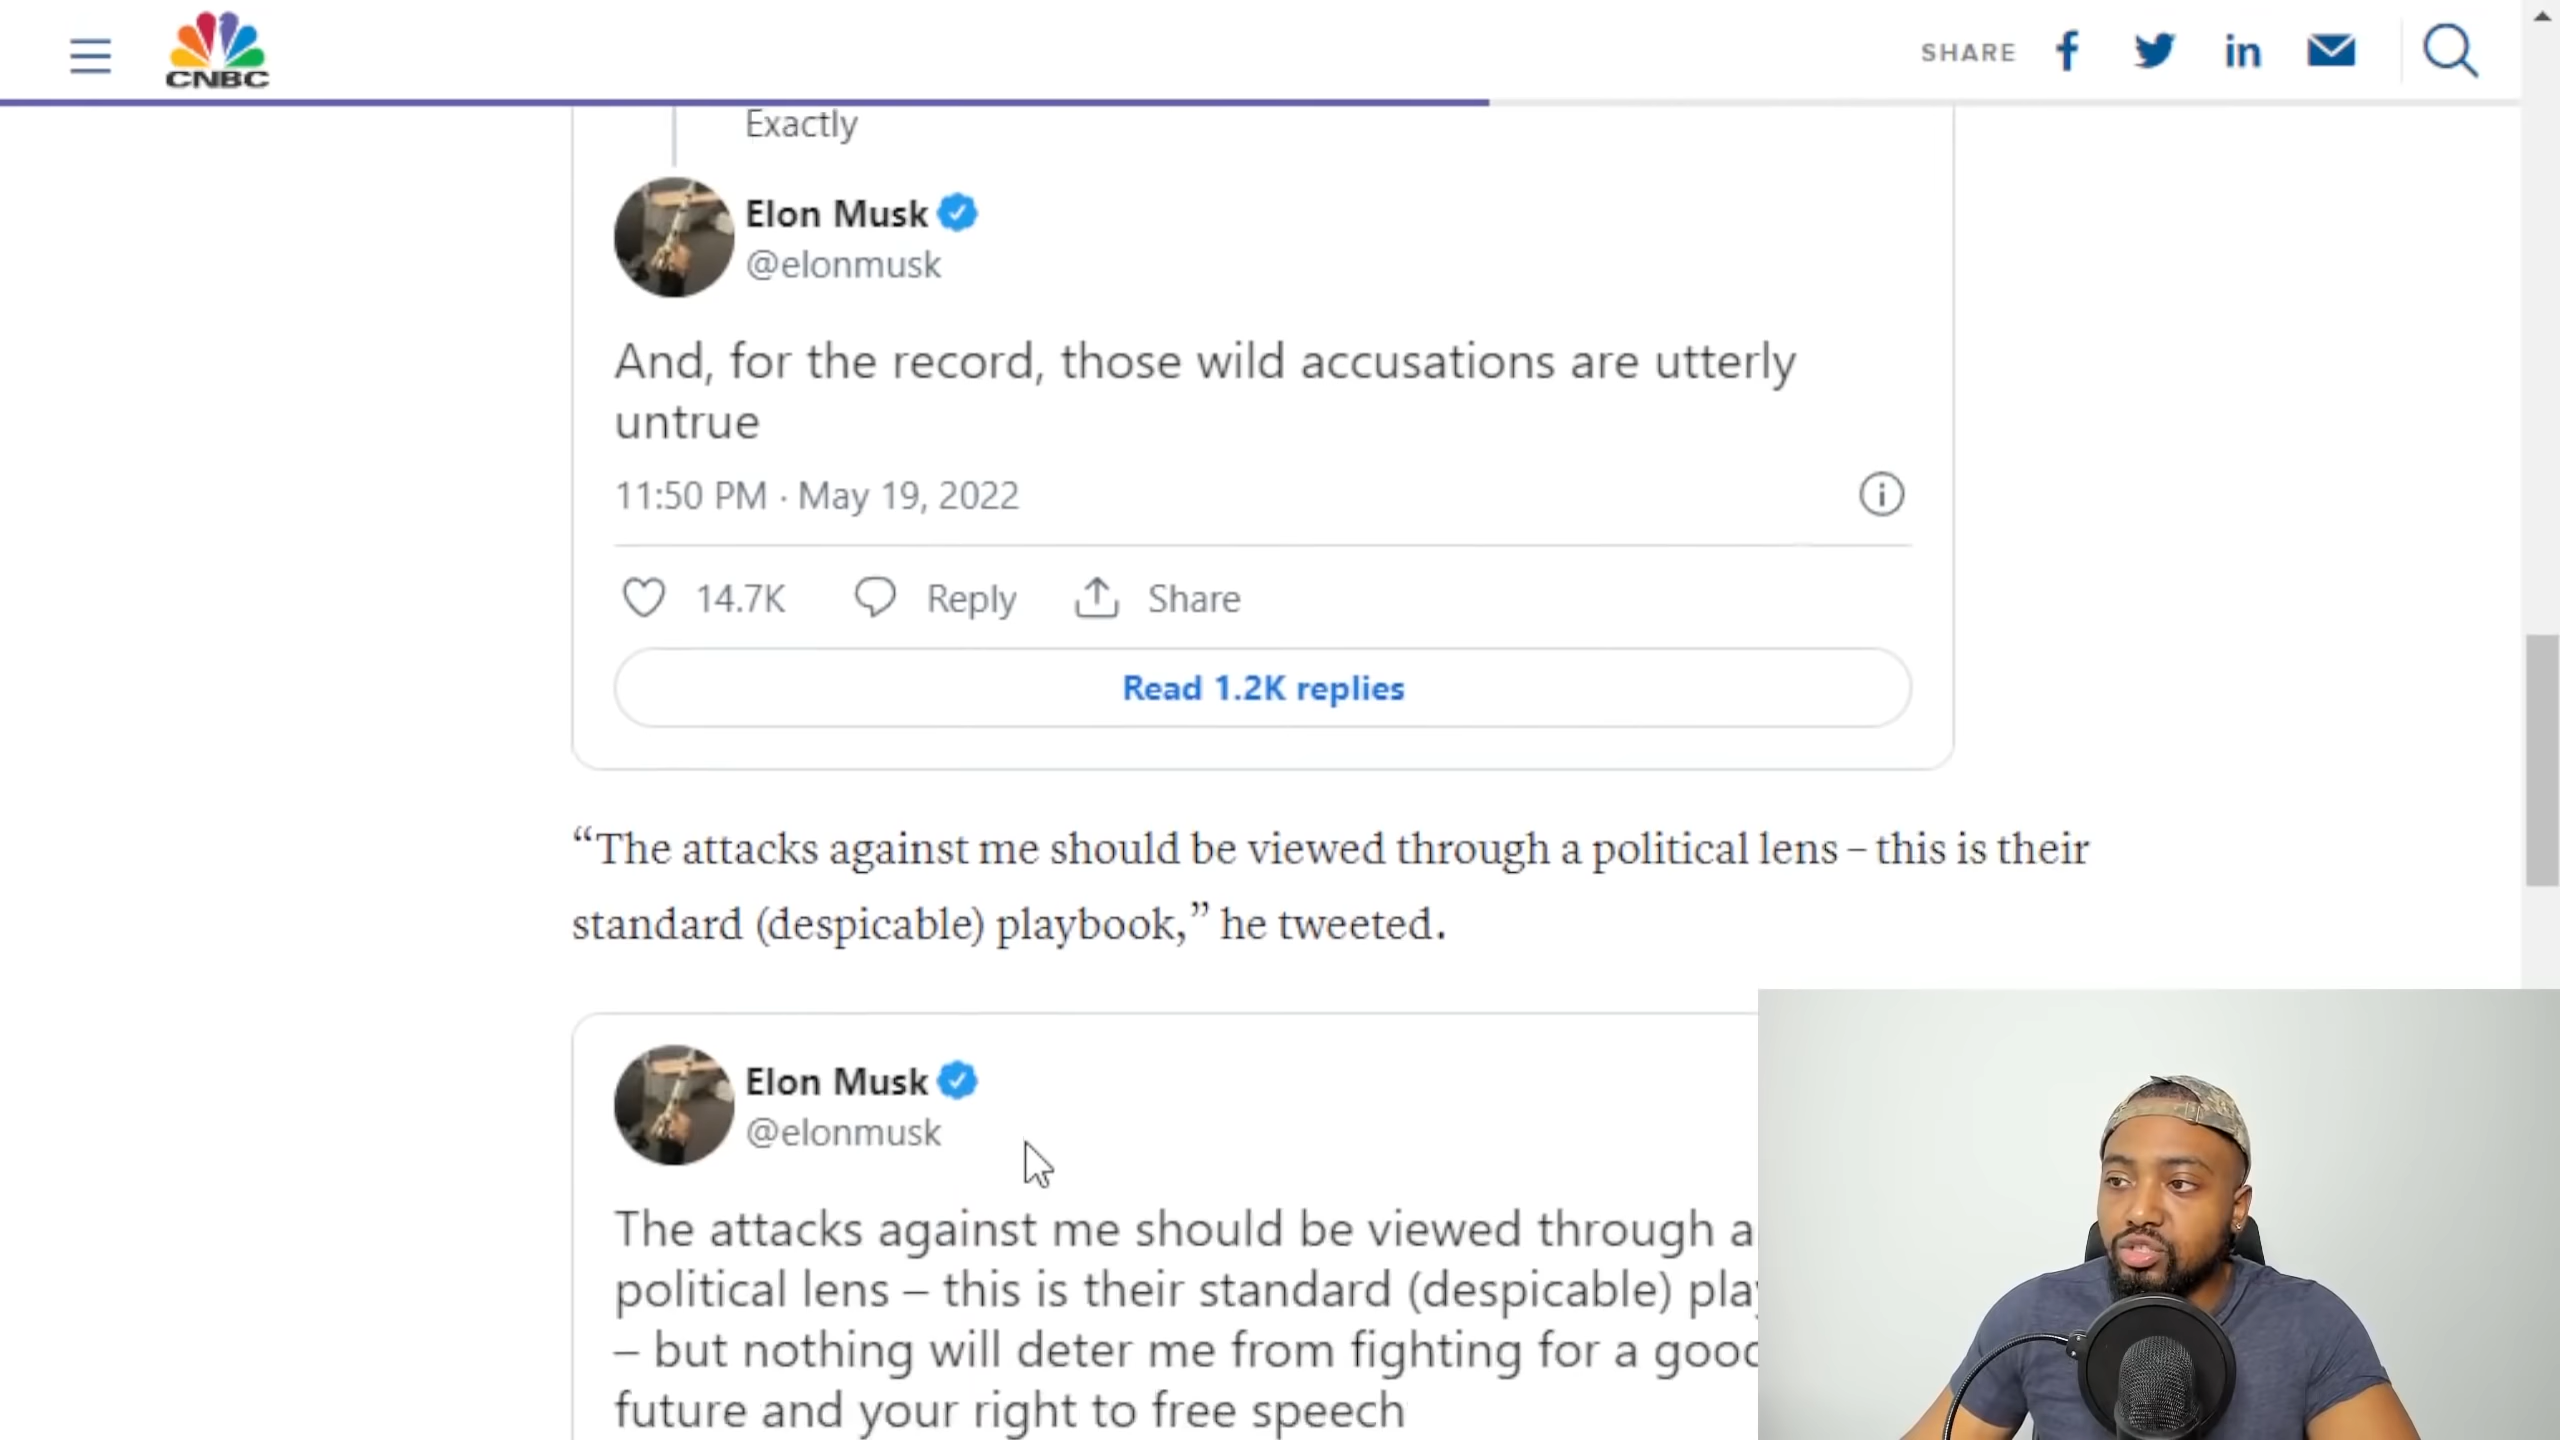 CNBC
SHARE
Exactly
Elon Musk
@elonmusk
And, for the record, those wild accusations are utterly
untrue
11:50 PM · May 19, 2022
14.7K Reply Share
Read 1.2K replies
“The attacks against me should be viewed through a political lens – this is their
standard (despicable) playbook,” he tweeted.
Elon Musk
@elonmusk
The attacks against me should be viewed through a
political lens – this is their standard (despicable)
– but nothing will deter me from fighting for a
future and your right to free speech